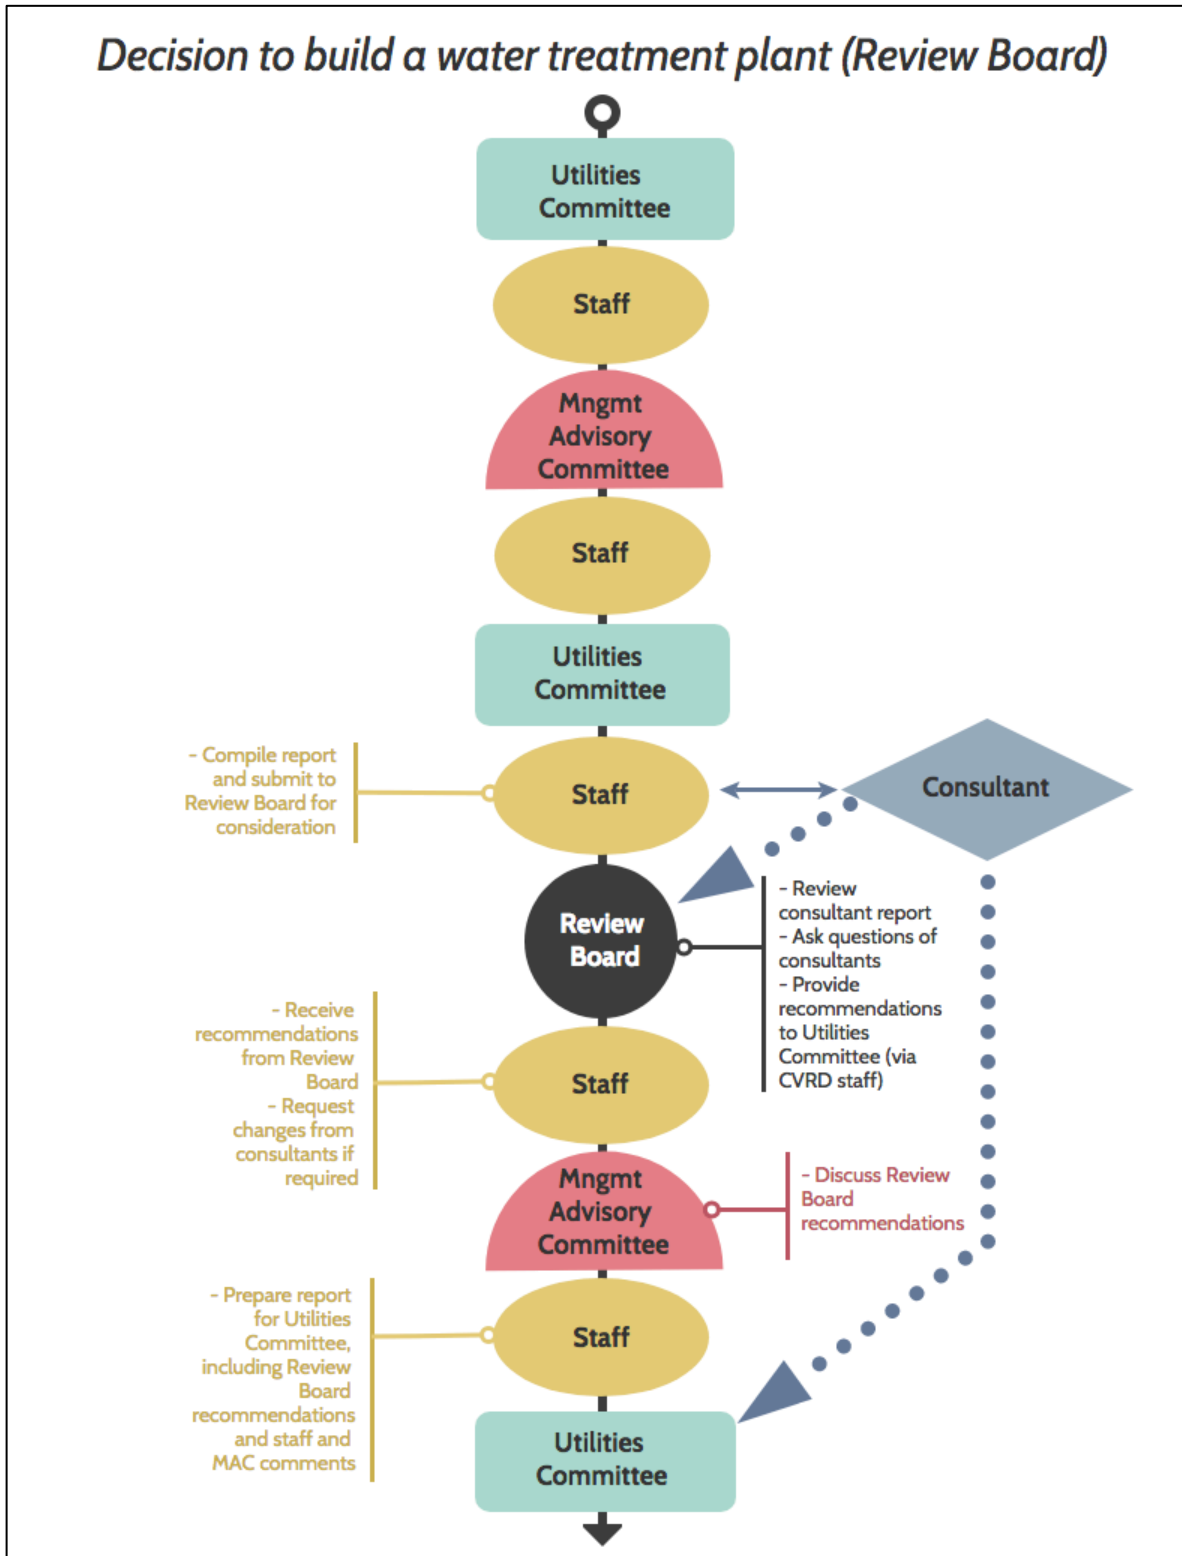 Decision to build a water treatment plant (Review Board)
Utilities
Committee
Staff
Mngmt
Advisory
Committee
Staff
Utilities
Committee
- Compile report
and submit to
Review Board for
consideration
Staff
Consultant
Review
Board
- Review
consultant report
- Ask questions of
consultants
- Provide
recommendations
to Utilities
Committee (via
CVRD staff)
- Receive
recommendations
from Review
Board
- Request
changes from
consultants if
required
Staff
Mngmt
Advisory
Committee
- Discuss Review
Board
recommendations
- Prepare report
for Utilities
Committee,
including Review
Board
recommendations
and staff and
MAC comments
Staff
Utilities
Committee